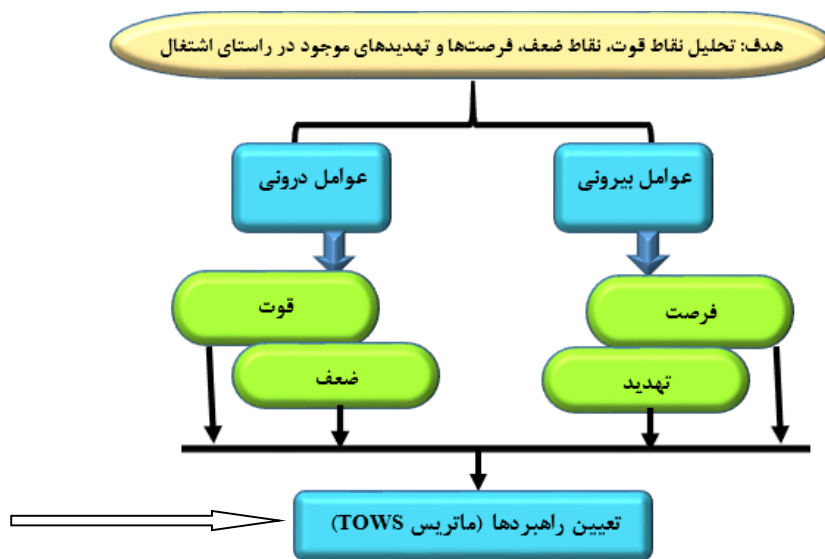 هدف: تحلیل نقاط قوت، نقاط ضعف، فرصت‌ها و تهدیدهای موجود در راستای اشتغال
عوامل بیرونی
عوامل درونی
فرصت
قوت
تهدید
ضعف
تعیین راهبردها (ماتریس TOWS)